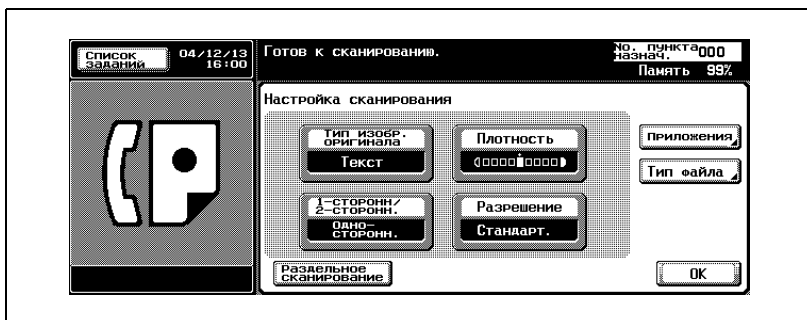 Список заданий
04/12/13
16:00
Готов к сканированию.
No. пункта назнач. 000
Память 99%
Настройка сканирования
Тип изобр. оригинала
Текст
Плотность
Приложения
Тип файла
1-сторонн/
2-сторонн.
Одно-
сторонн.
Разрешение
Стандарт.
Раздельное
сканирование
OK